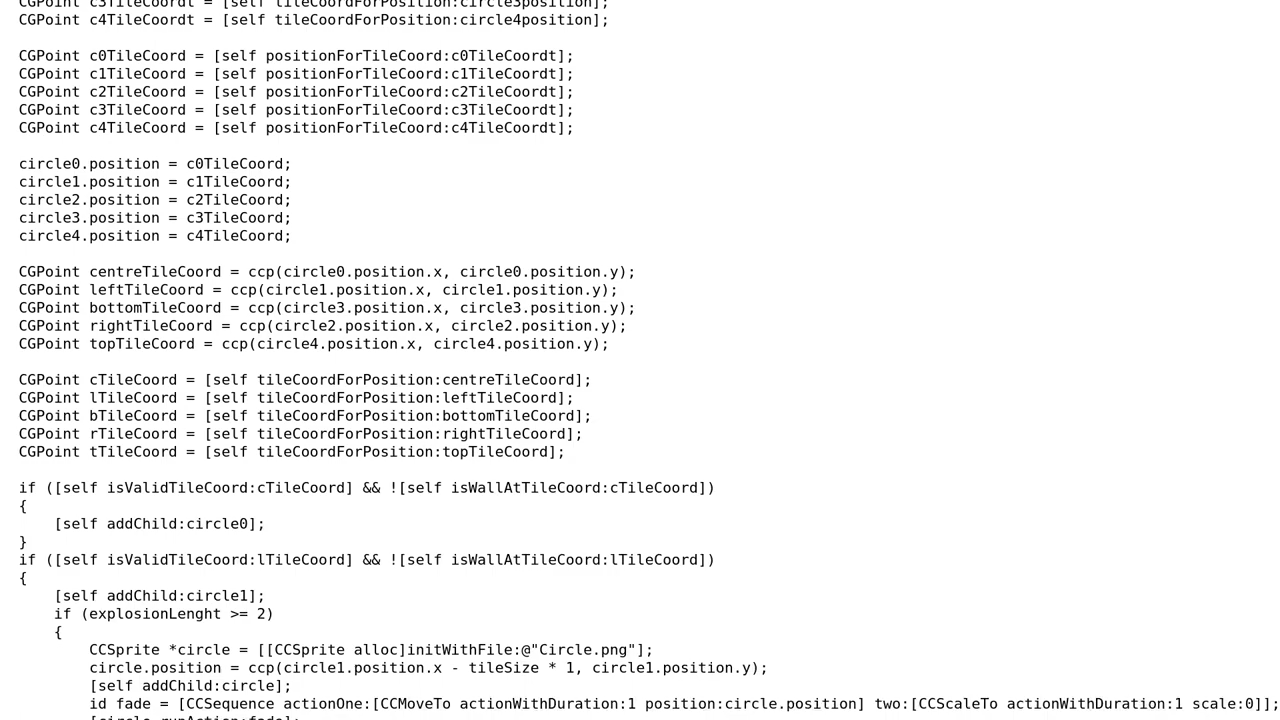 CGPoint c3TileCoordt = [self tileCoordForPosition:circle3position];
CGPoint c4TileCoordt = [self tileCoordForPosition:circle4position];
CGPoint c0TileCoord = [self positionForTileCoord:c0TileCoordt];
CGPoint c1TileCoord = [self positionForTileCoord:c1TileCoordt];
CGPoint c2TileCoord = [self positionForTileCoord:c2TileCoordt];
CGPoint c3TileCoord = [self positionForTileCoord:c3TileCoordt];
CGPoint c4TileCoord = [self positionForTileCoord:c4TileCoordt];
circle0.position = c0TileCoord;
circle1.position = c1TileCoord;
circle2.position = c2TileCoord;
circle3.position = c3TileCoord;
circle4.position = c4TileCoord;
CGPoint centreTileCoord = ccp(circle0.position.x, circle0.position.y);
CGPoint leftTileCoord = ccp(circle1.position.x, circle1.position.y);
CGPoint bottomTileCoord = ccp(circle3.position.x, circle3.position.y);
CGPoint rightTileCoord = ccp(circle2.position.x, circle2.position.y);
CGPoint topTileCoord = ccp(circle4.position.x, circle4.position.y);
CGPoint cTileCoord = [self tileCoordForPosition:centreTileCoord];
CGPoint lTileCoord = [self tileCoordForPosition:leftTileCoord];
CGPoint bTileCoord = [self tileCoordForPosition:bottomTileCoord];
CGPoint rTileCoord = [self tileCoordForPosition:rightTileCoord];
CGPoint tTileCoord = [self tileCoordForPosition:topTileCoord];
if ([self isValidTileCoord:cTileCoord] && ![self isWallAtTileCoord:cTileCoord])
{
    [self addChild:circle0];
}
if ([self isValidTileCoord:lTileCoord] && ![self isWallAtTileCoord:lTileCoord])
{
    [self addChild:circle1];
    if (explosionLenght >= 2)
    {
        CCSprite *circle = [[CCSprite alloc]initWithFile:@"Circle.png"];
        circle.position = ccp(circle1.position.x - tileSize * 1, circle1.position.y);
        [self addChild:circle];
        id fade = [CCSequence actionOne:[CCMoveTo actionWithDuration:1 position:circle.position] two:[CCScaleTo actionWithDuration:1 scale:0]];
        [circle runAction:fade];